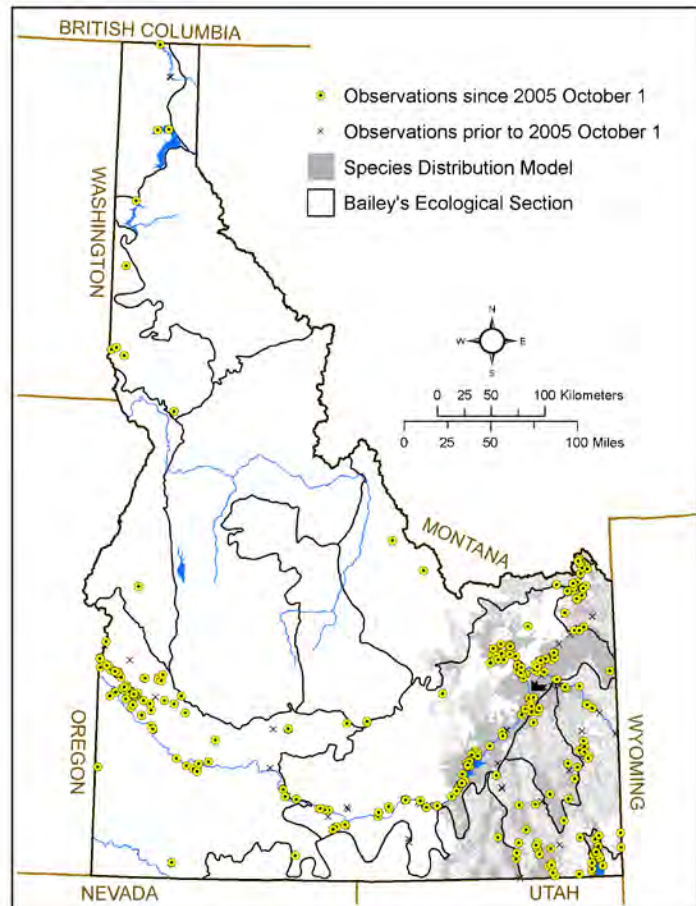 BRITISH COLUMBIA
Observations since 2005 October 1
Observations prior to 2005 October 1
Species Distribution Model
Bailey's Ecological Section
WASHINGTON
N
W E
S
0 25 50 100 Kilometers
0 25 50 100 Miles
MONTANA
OREGON
WYOMING
NEVADA UTAH